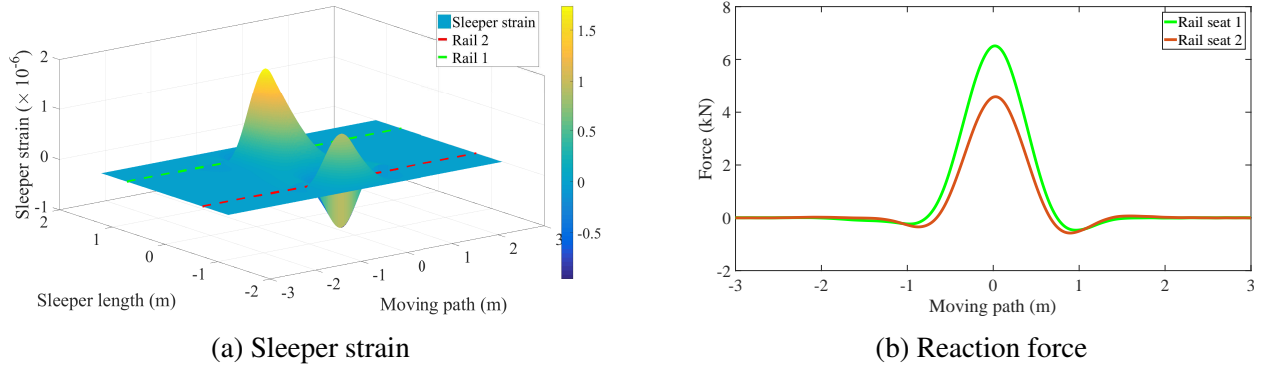 Sleeper strain
Rail 2
Rail 1
Sleeper strain (× 10⁻⁶)
2
1
0
-1
2
1
0
-1
-2
Sleeper length (m)
-3
-2
-1
0
1
2
3
Moving path (m)
1.5
1
0.5
0
-0.5
(a) Sleeper strain
Rail seat 1
Rail seat 2
Force (kN)
8
6
4
2
0
-2
-3
-2
-1
0
1
2
3
Moving path (m)
(b) Reaction force